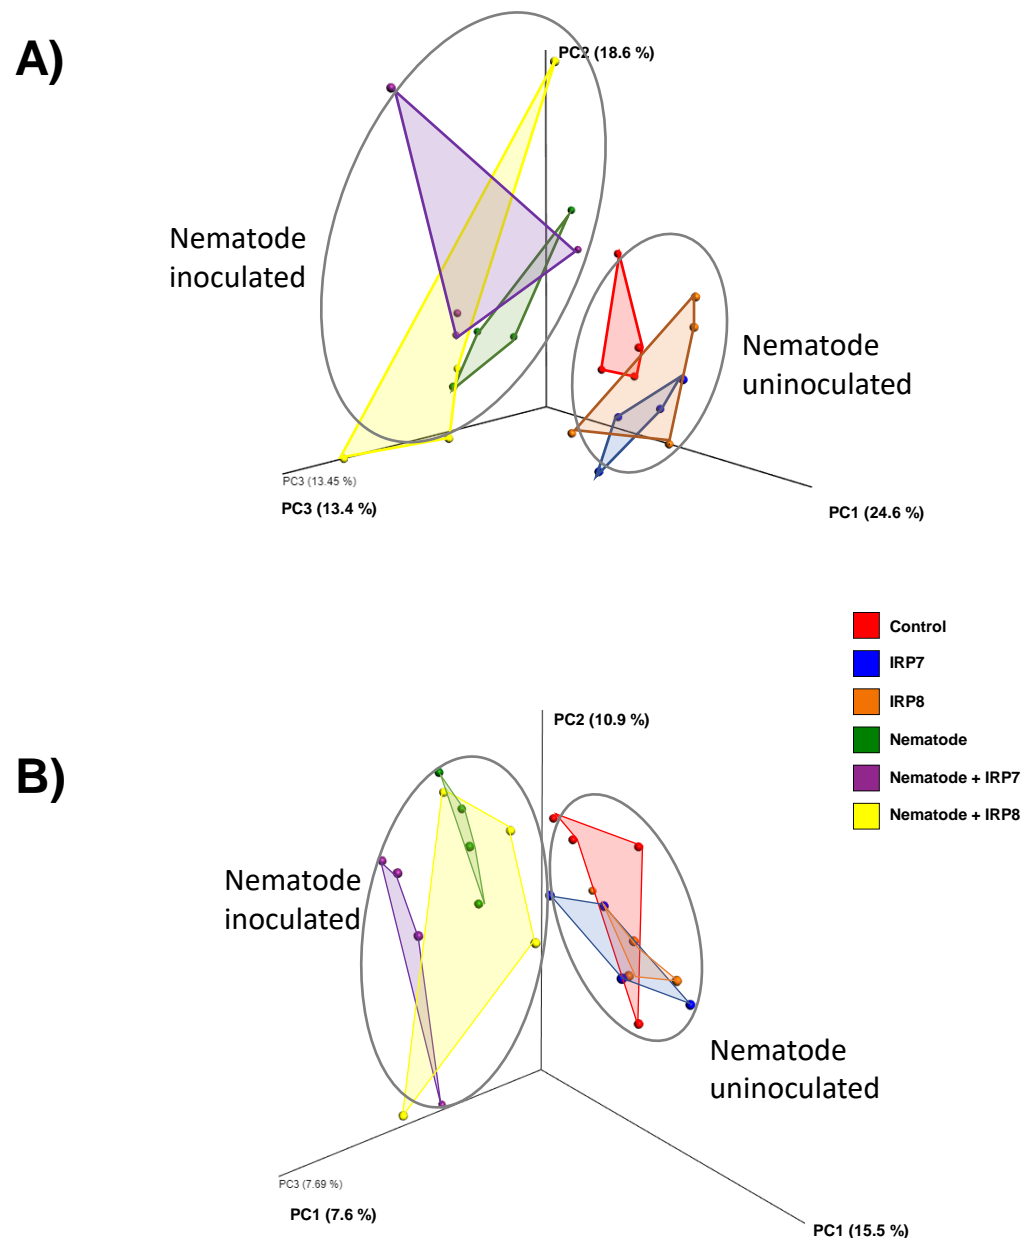 A)
PC2 (18.6 %)
Nematode
inoculated
Nematode
uninoculated
PC3 (13.45 %)
PC3 (13.4 %)
PC1 (24.6 %)
Control
IRP7
IRP8
Nematode
Nematode + IRP7
Nematode + IRP8
B)
PC2 (10.9 %)
Nematode
inoculated
Nematode
uninoculated
PC3 (7.69 %)
PC1 (7.6 %)
PC1 (15.5 %)